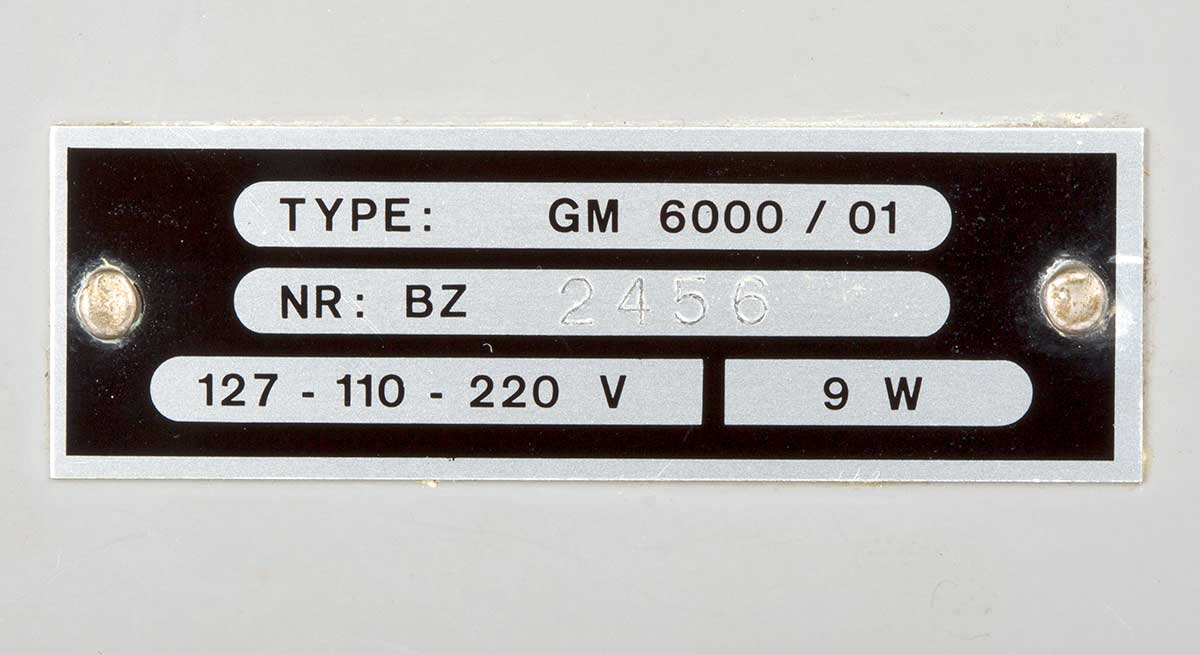 TYPE: GM 6000 / 01
NR: BZ 2456
127 - 110 - 220 V 9 W